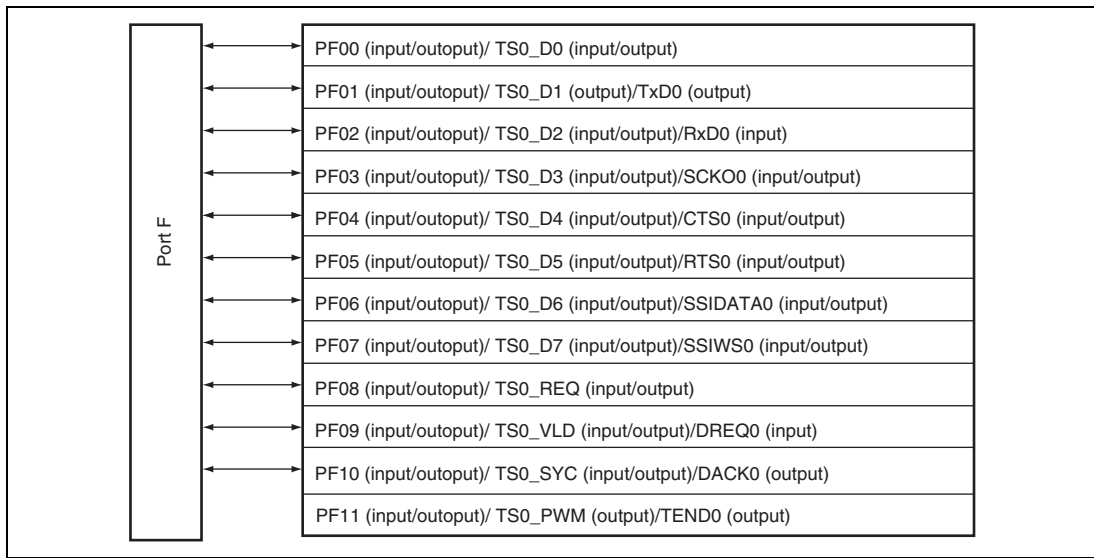 Port F
PF00 (input/outoput)/ TS0_D0 (input/output)
PF01 (input/outoput)/ TS0_D1 (output)/TxD0 (output)
PF02 (input/outoput)/ TS0_D2 (input/output)/RxD0 (input)
PF03 (input/outoput)/ TS0_D3 (input/output)/SCKO0 (input/output)
PF04 (input/outoput)/ TS0_D4 (input/output)/CTS0 (input/output)
PF05 (input/outoput)/ TS0_D5 (input/output)/RTS0 (input/output)
PF06 (input/outoput)/ TS0_D6 (input/output)/SSIDATA0 (input/output)
PF07 (input/outoput)/ TS0_D7 (input/output)/SSIWS0 (input/output)
PF08 (input/outoput)/ TS0_REQ (input/output)
PF09 (input/outoput)/ TS0_VLD (input/output)/DREQ0 (input)
PF10 (input/outoput)/ TS0_SYC (input/output)/DACK0 (output)
PF11 (input/outoput)/ TS0_PWM (output)/TEND0 (output)